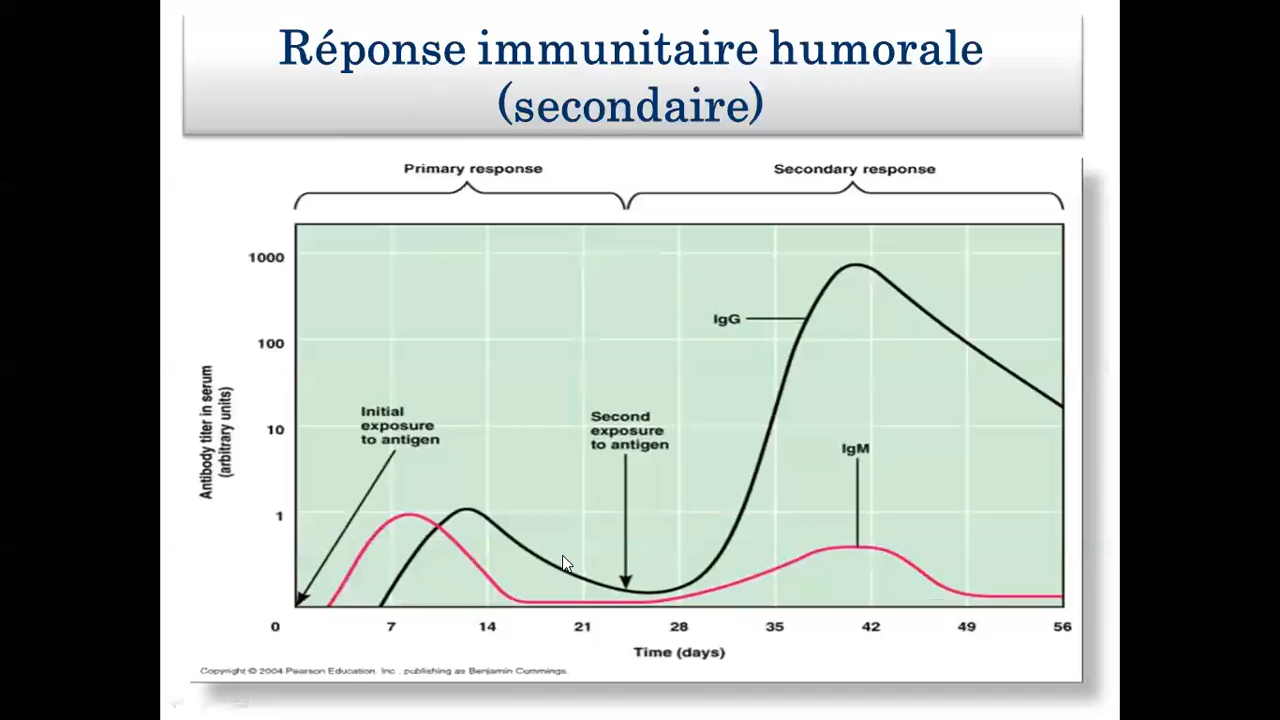 Réponse immunitaire humorale
(secondaire)
Primary response
Secondary response
1000
100
10
1
Antibody titer in serum
(arbitrary units)
Initial
exposure
to antigen
Second
exposure
to antigen
IgG
IgM
0 7 14 21 28 35 42 49 56
Time (days)
Copyright © 2004 Pearson Education, Inc., publishing as Benjamin Cummings.